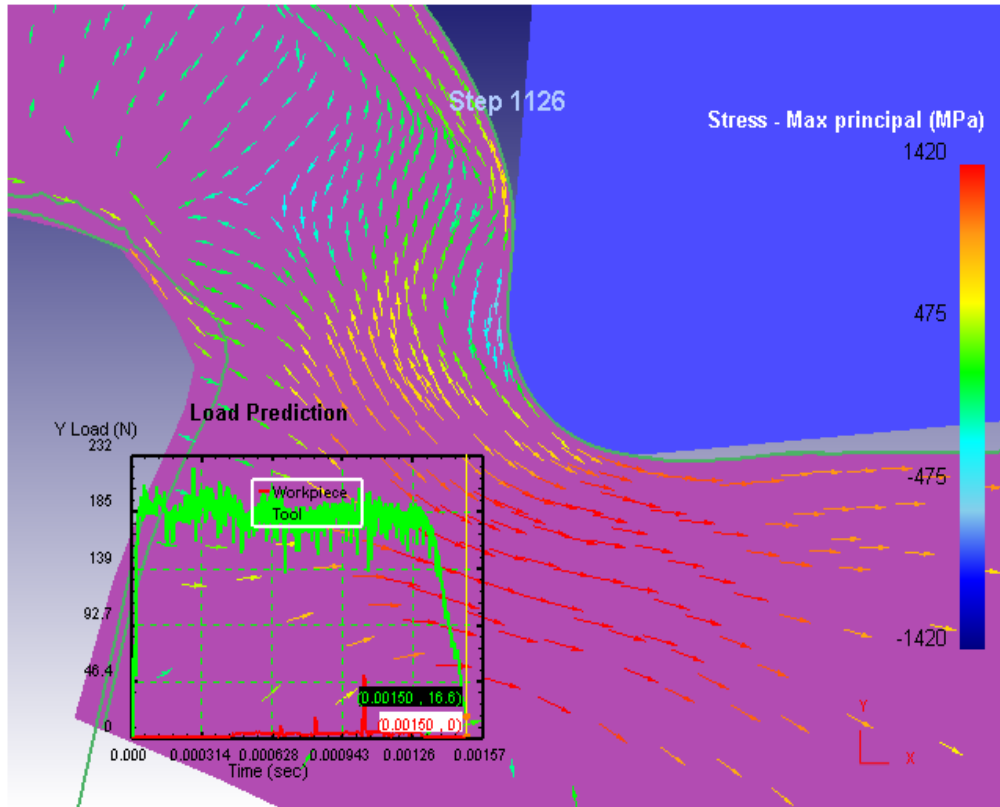 Step 1126
Stress - Max principal (MPa)
1420
475
-475
-1420
Load Prediction
Y Load (N)
232
185
139
92.7
46.4
0
Workpiece
Tool
(0.00150 , 16.6)
(0.00150 , 0)
0.000 0.000314 0.000628 0.000943 0.00126 0.00157
Time (sec)
Y
X